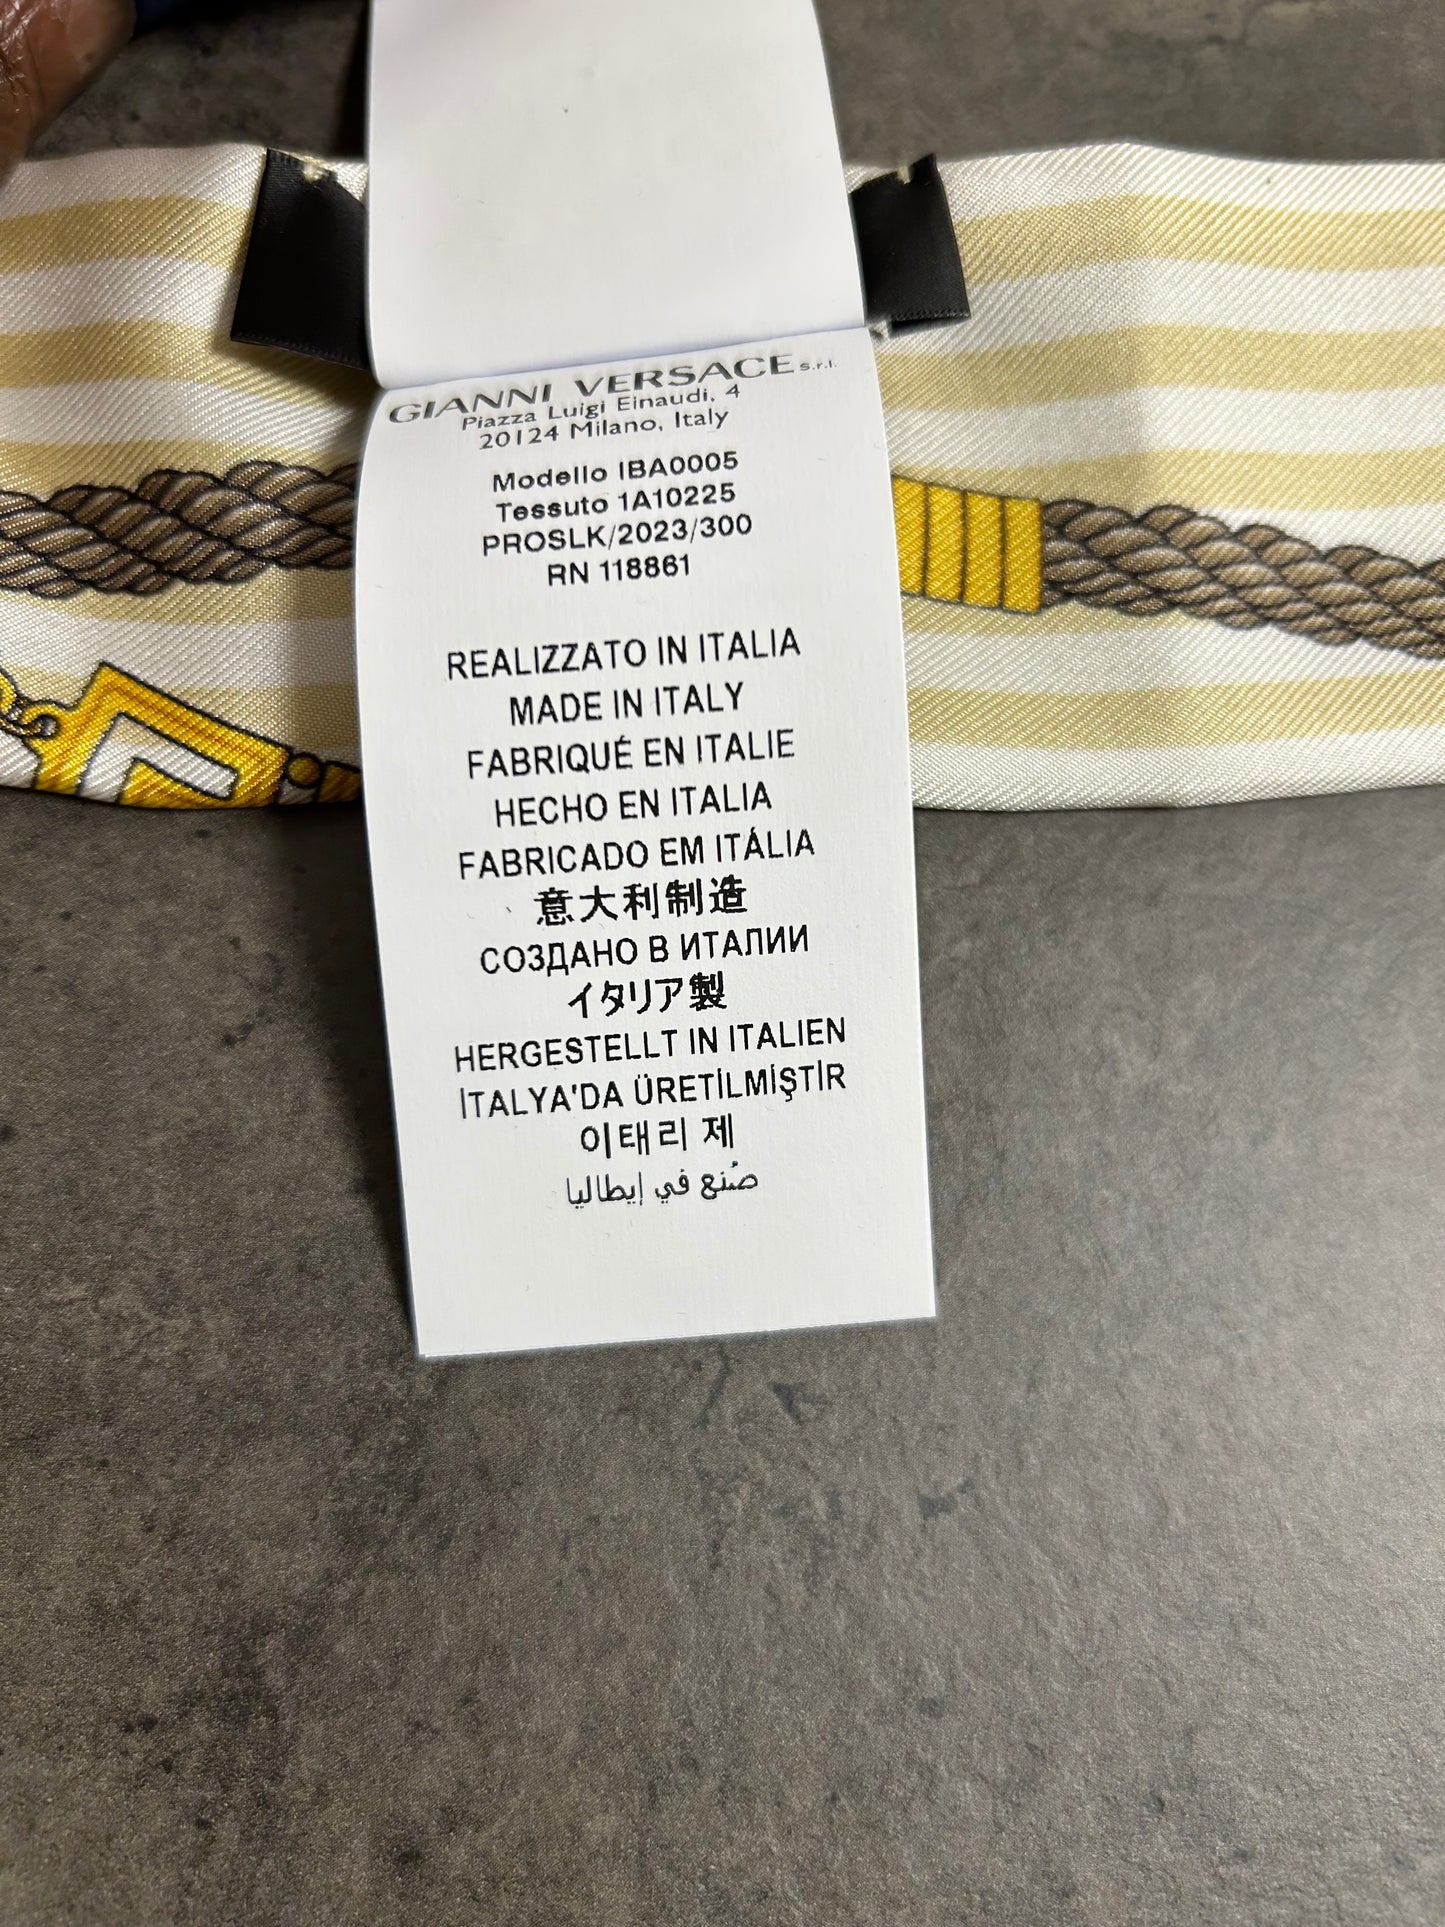 GIANNI VERSACE s.r.l.
Piazza Luigi Einaudi, 4
20124 Milano, Italy
Modello IBA0005
Tessuto 1A10225
PROSLK/2023/300
RN 118861
REALIZZATO IN ITALIA
MADE IN ITALY
FABRIQUÉ EN ITALIE
HECHO EN ITALIA
FABRICADO EM ITÁLIA
意大利制造
СОЗДАНО В ИТАЛИИ
イタリア製
HERGESTELLT IN ITALIEN
İTALYA'DA ÜRETİLMİŞTİR
이태리 제
صُنع في إيطاليا